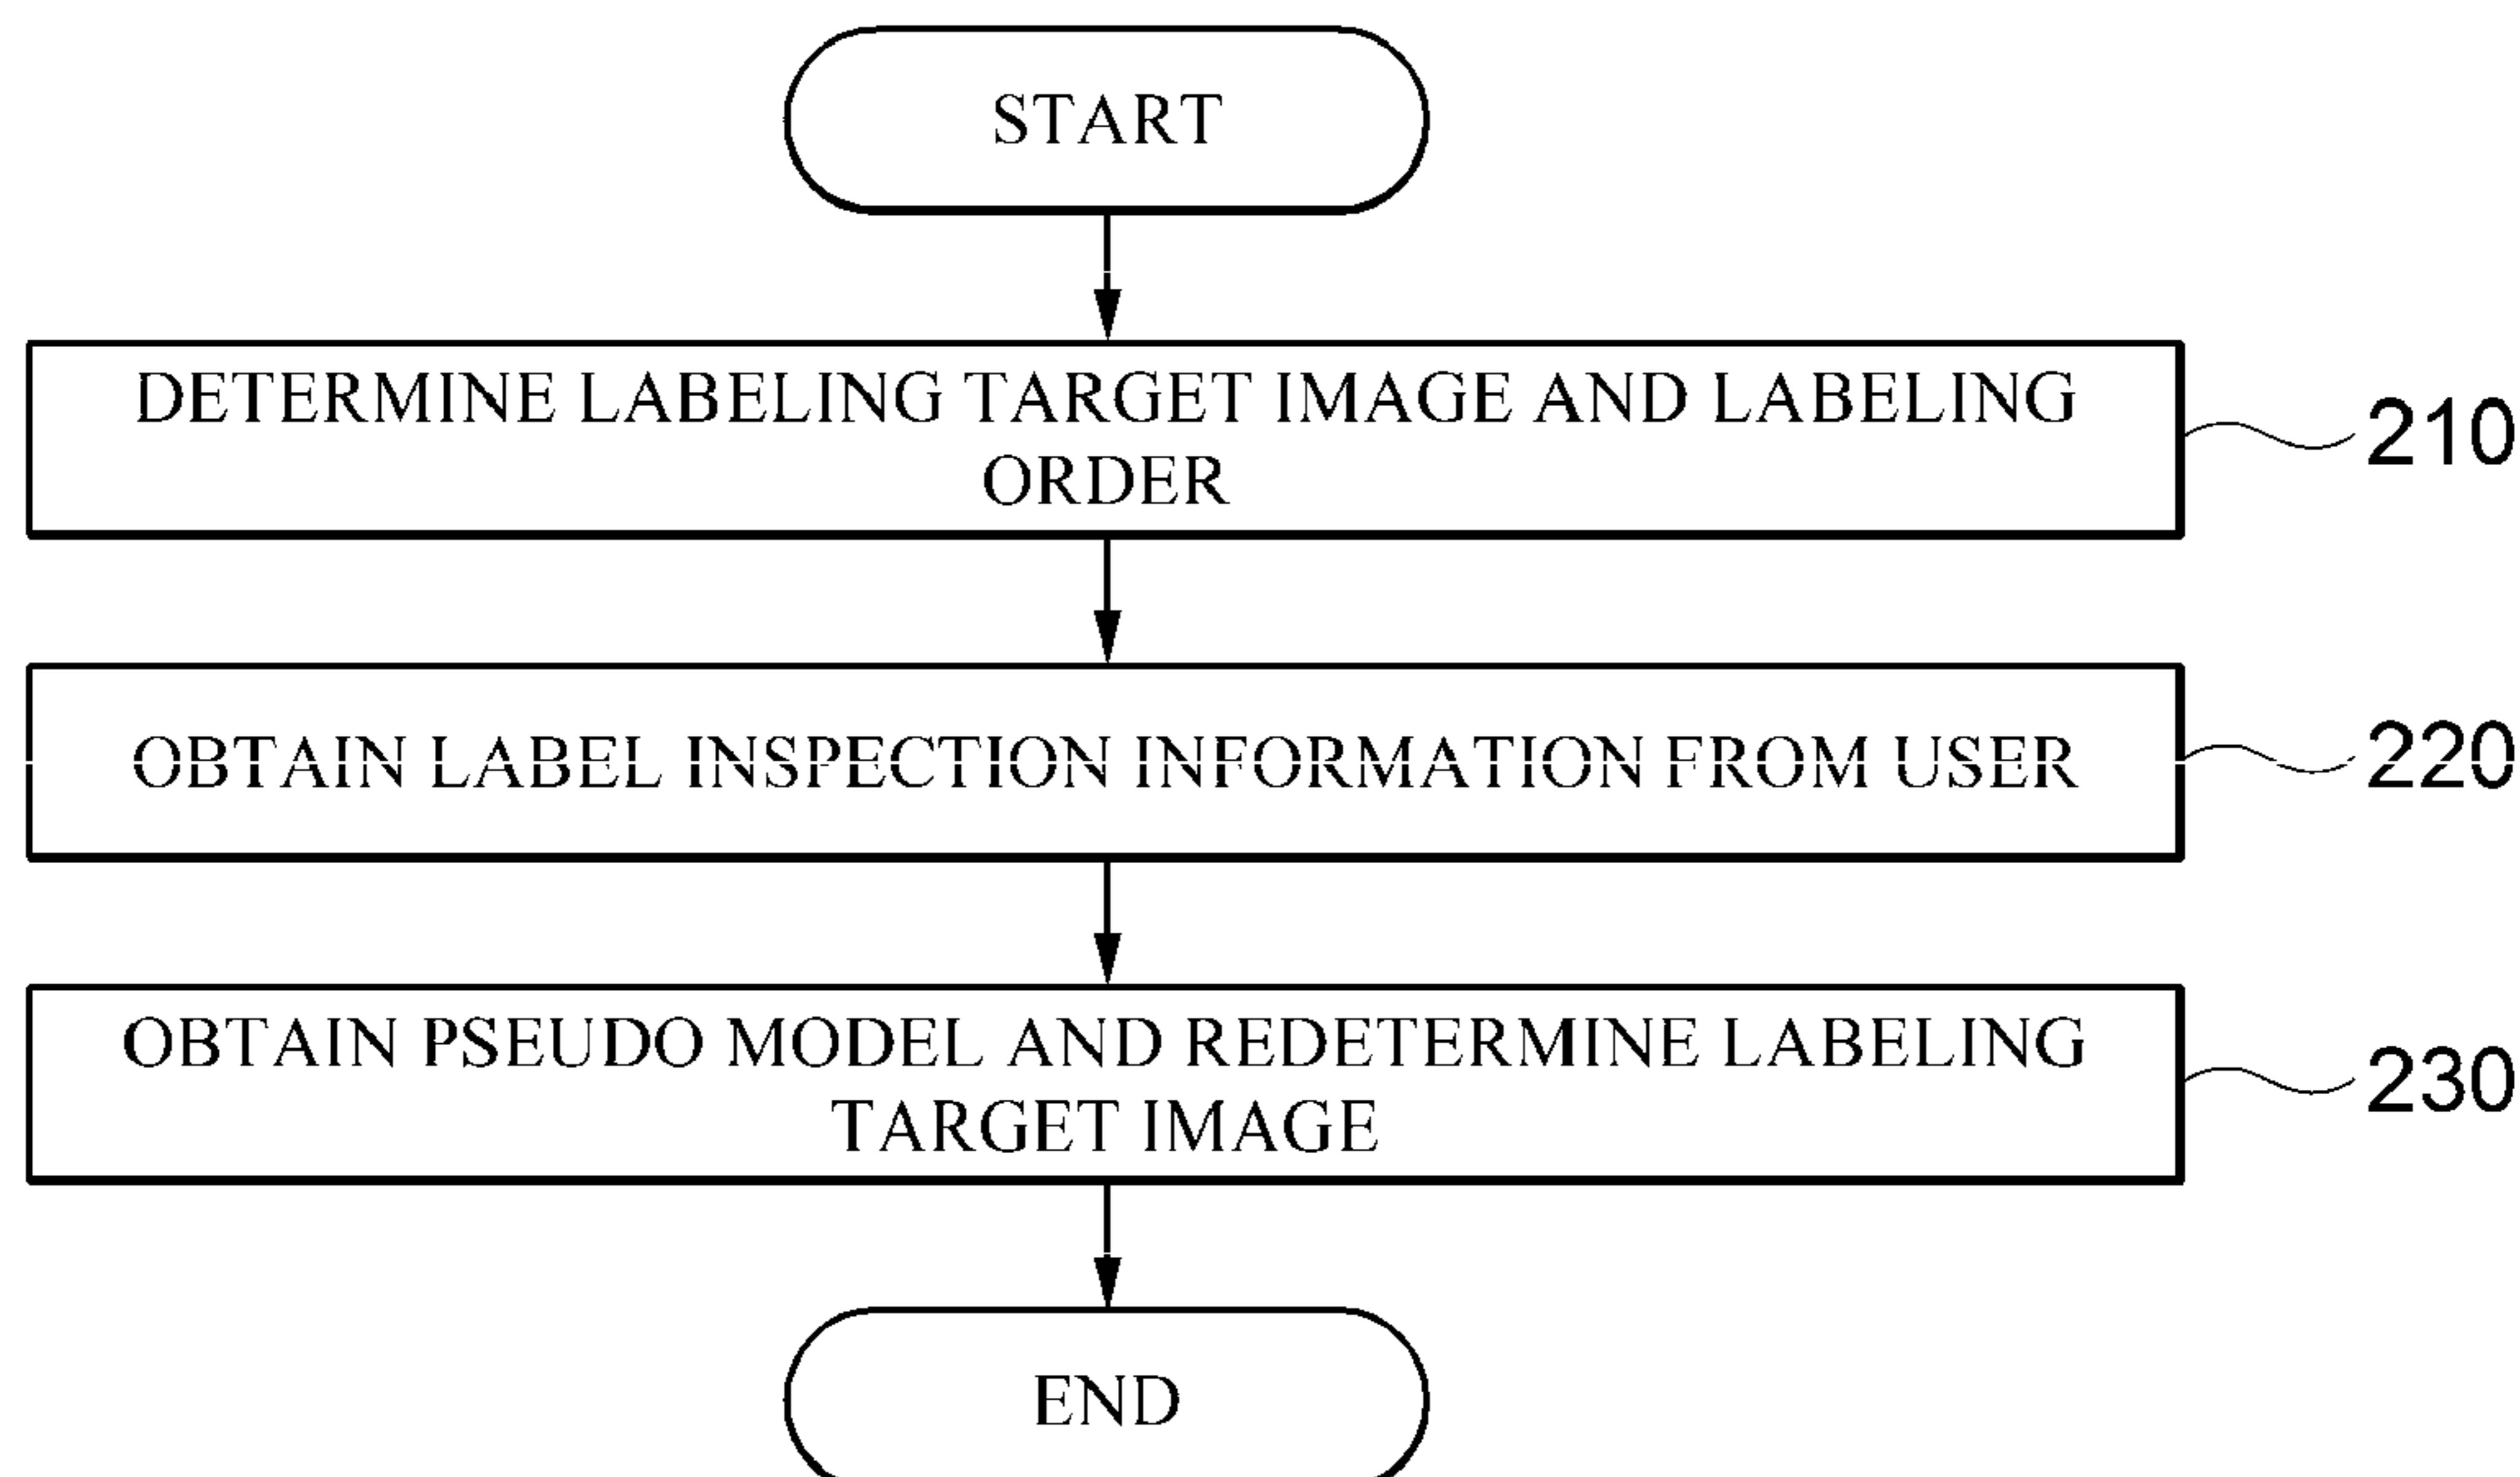 START
DETERMINE LABELING TARGET IMAGE AND LABELING
ORDER
210
OBTAIN LABEL INSPECTION INFORMATION FROM USER
220
OBTAIN PSEUDO MODEL AND REDETERMINE LABELING
TARGET IMAGE
230
END